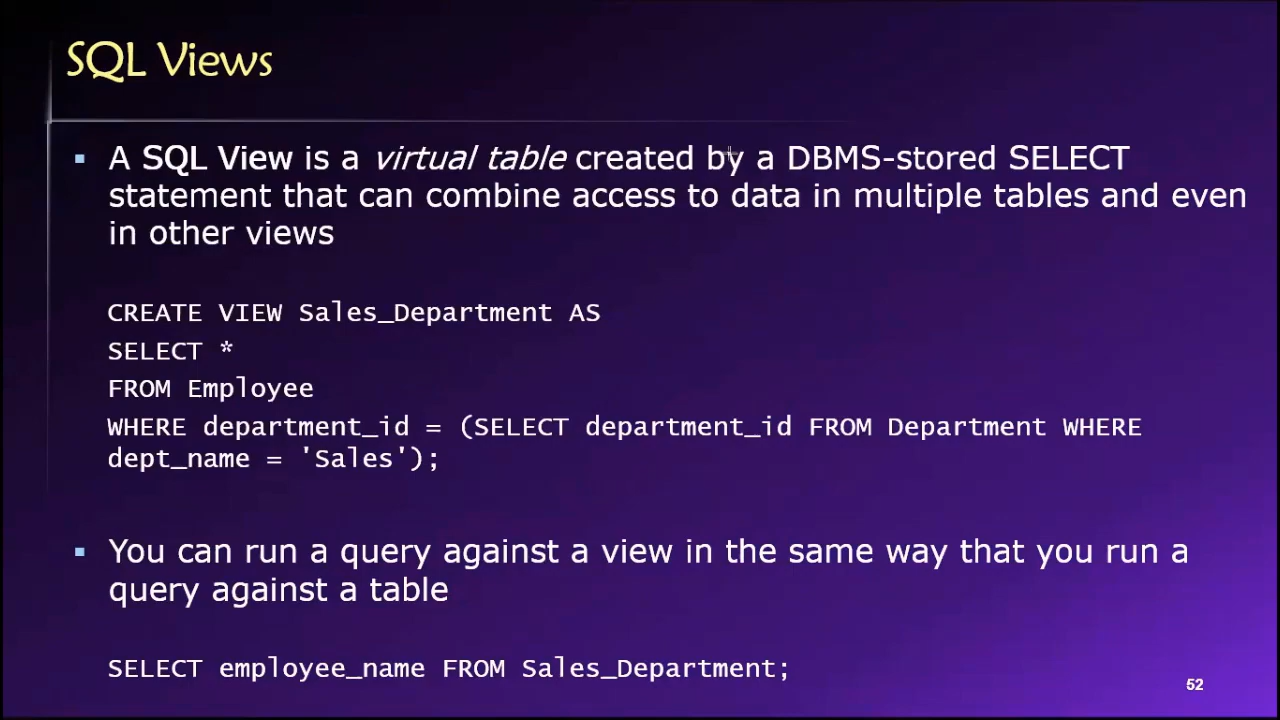 SQL Views
▪ A SQL View is a virtual table created by a DBMS-stored SELECT
statement that can combine access to data in multiple tables and even
in other views
CREATE VIEW Sales_Department AS
SELECT *
FROM Employee
WHERE department_id = (SELECT department_id FROM Department WHERE
dept_name = 'Sales');
▪ You can run a query against a view in the same way that you run a
query against a table
SELECT employee_name FROM Sales_Department;
52